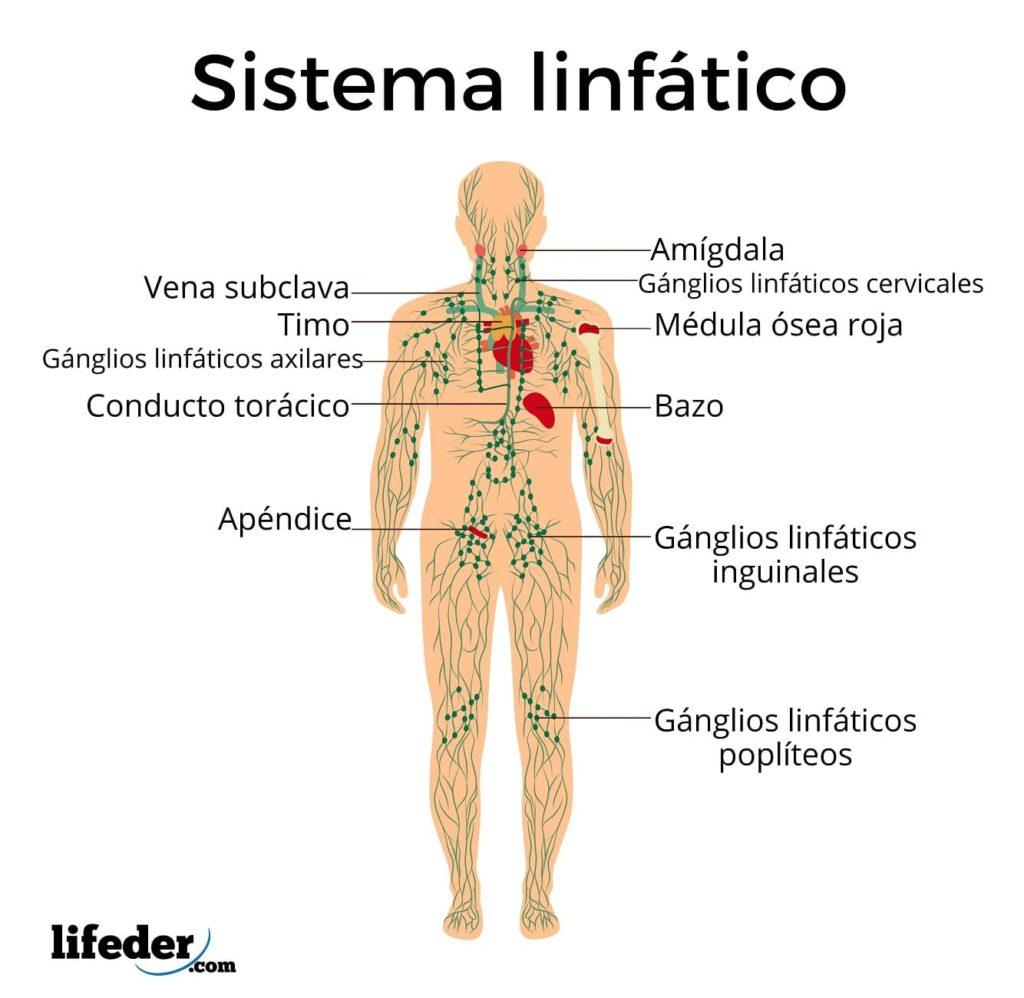 Sistema linfático
Amígdala
Vena subclava
Gánglios linfáticos cervicales
Timo
Médula ósea roja
Gánglios linfáticos axilares
Conducto torácico
Bazo
Apéndice
Gánglios linfáticos
inguinales
Gánglios linfáticos
poplíteos
lifeder
.com